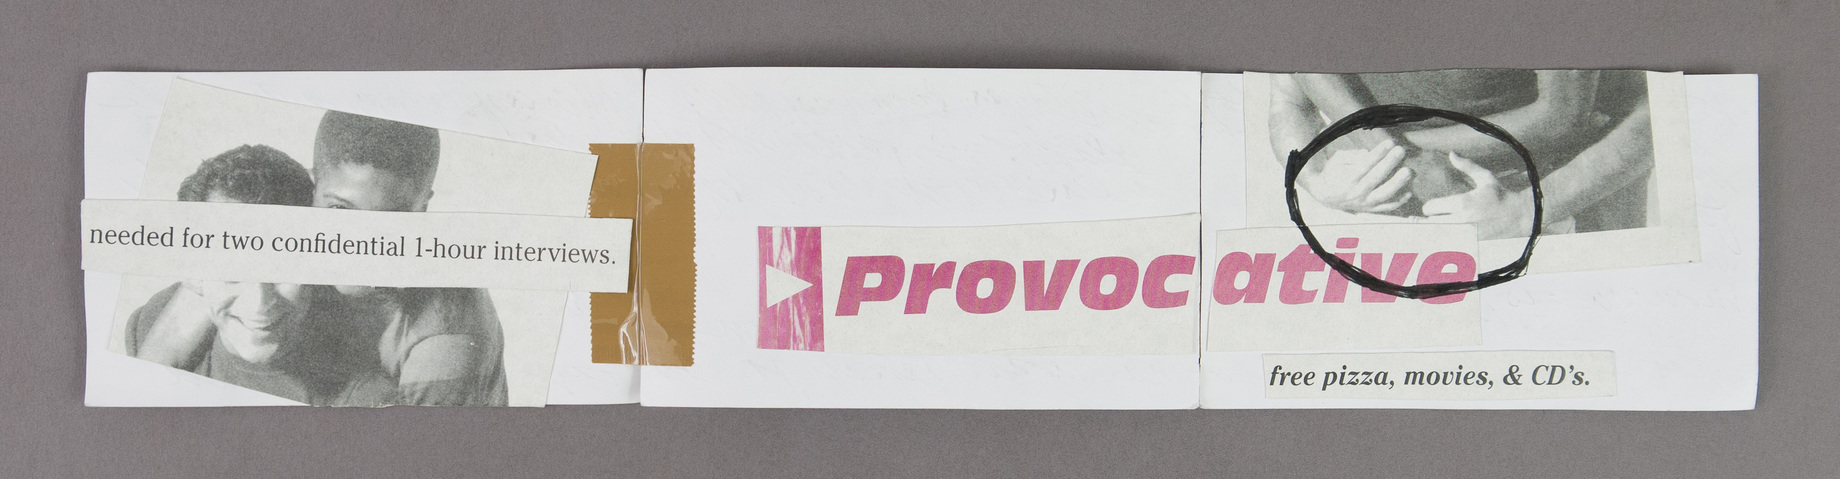 needed for two confidential 1-hour interviews.
Provocative
free pizza, movies, & CD's.